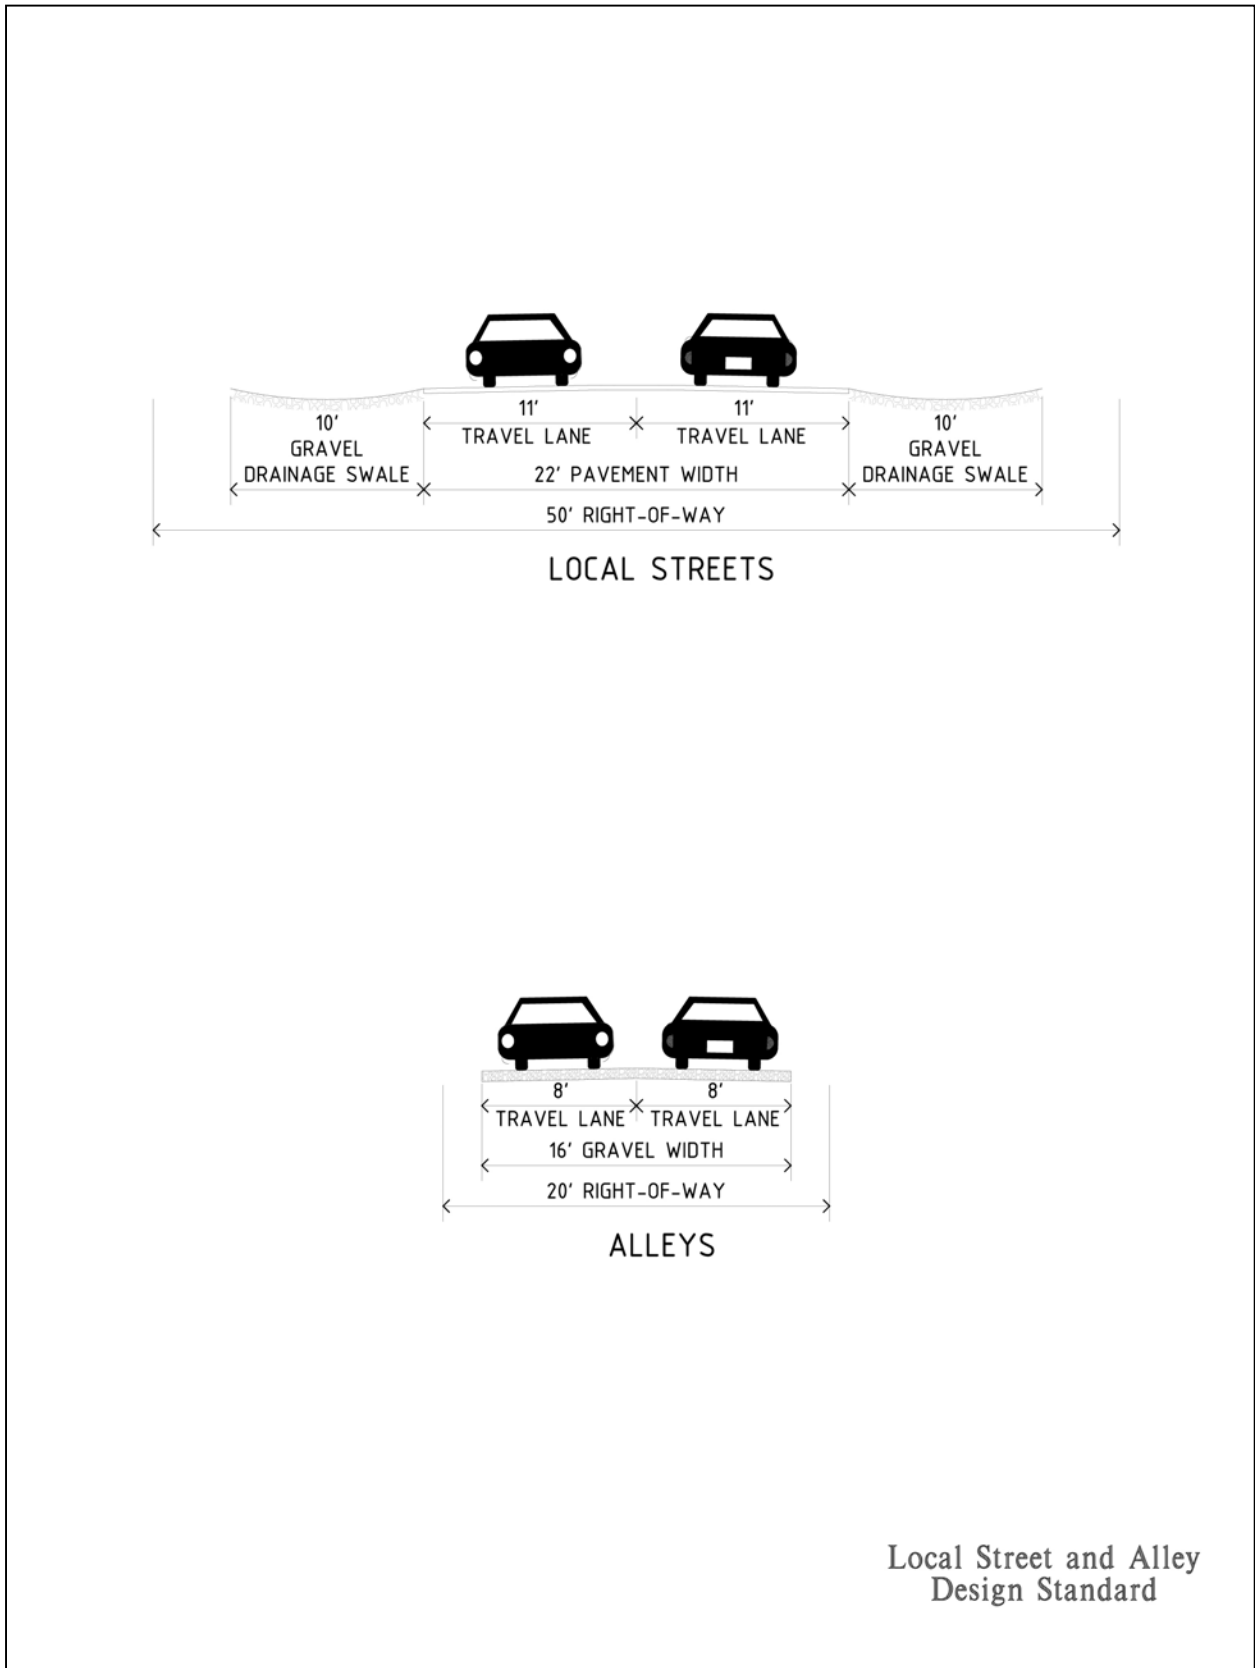 11'
11'
TRAVEL LANE
TRAVEL LANE
10'
GRAVEL
DRAINAGE SWALE
10'
GRAVEL
DRAINAGE SWALE
22' PAVEMENT WIDTH
50' RIGHT-OF-WAY
LOCAL STREETS
8'
8'
TRAVEL LANE
TRAVEL LANE
16' GRAVEL WIDTH
20' RIGHT-OF-WAY
ALLEYS
Local Street and Alley
Design Standard